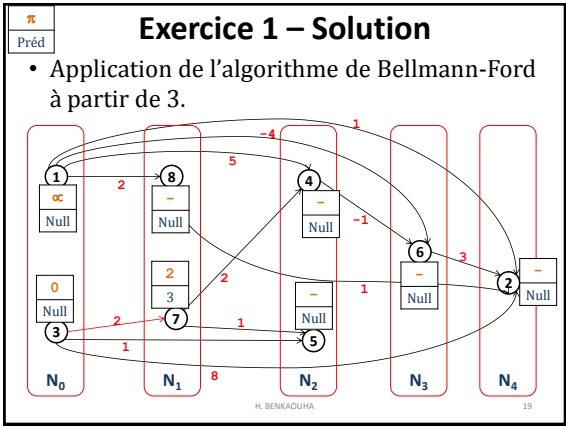 π
Préd
Exercice 1 – Solution
• Application de l'algorithme de Bellmann-Ford
à partir de 3.
1
-4
5
1
2
8
4
∝
Null
-
Null
-
Null
-1
6
3
2
-
Null
-
Null
0
Null
2
3
2
-
Null
1
3
2
7
1
5
1
8
N0
N1
N2
N3
N4
H. BENKAOUHA
19